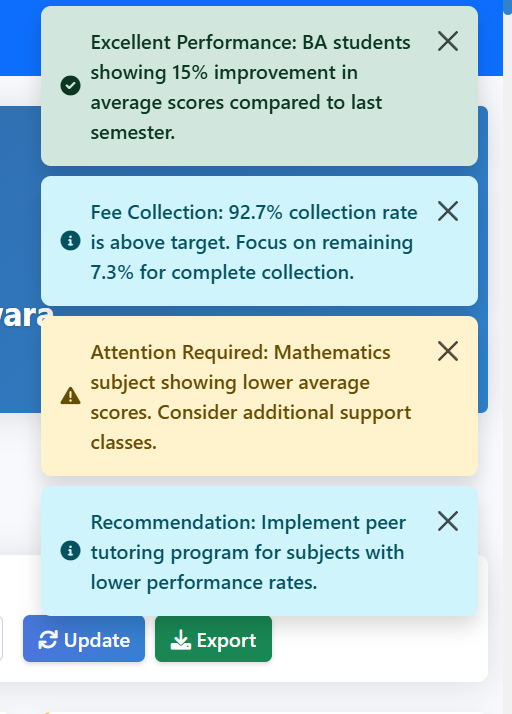 Excellent Performance: BA students
showing 15% improvement in
average scores compared to last
semester.
Fee Collection: 92.7% collection rate
is above target. Focus on remaining
7.3% for complete collection.
vara
Attention Required: Mathematics
subject showing lower average
scores. Consider additional support
classes.
Recommendation: Implement peer
tutoring program for subjects with
lower performance rates.
Update Export